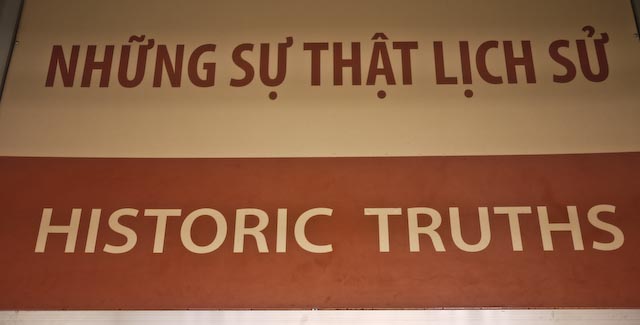 NHỮNG SỰ THẬT LỊCH SỬ
HISTORIC TRUTHS